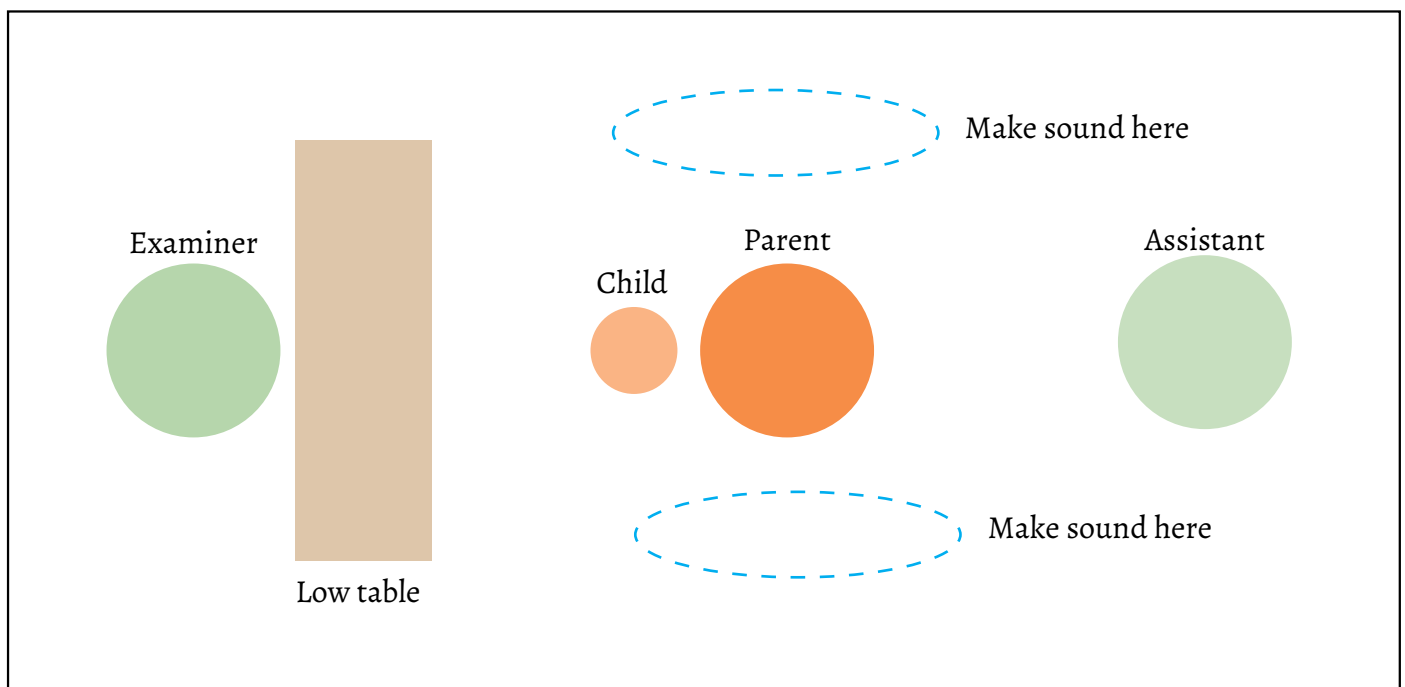 Make sound here
Examiner
Parent
Assistant
Child
Make sound here
Low table